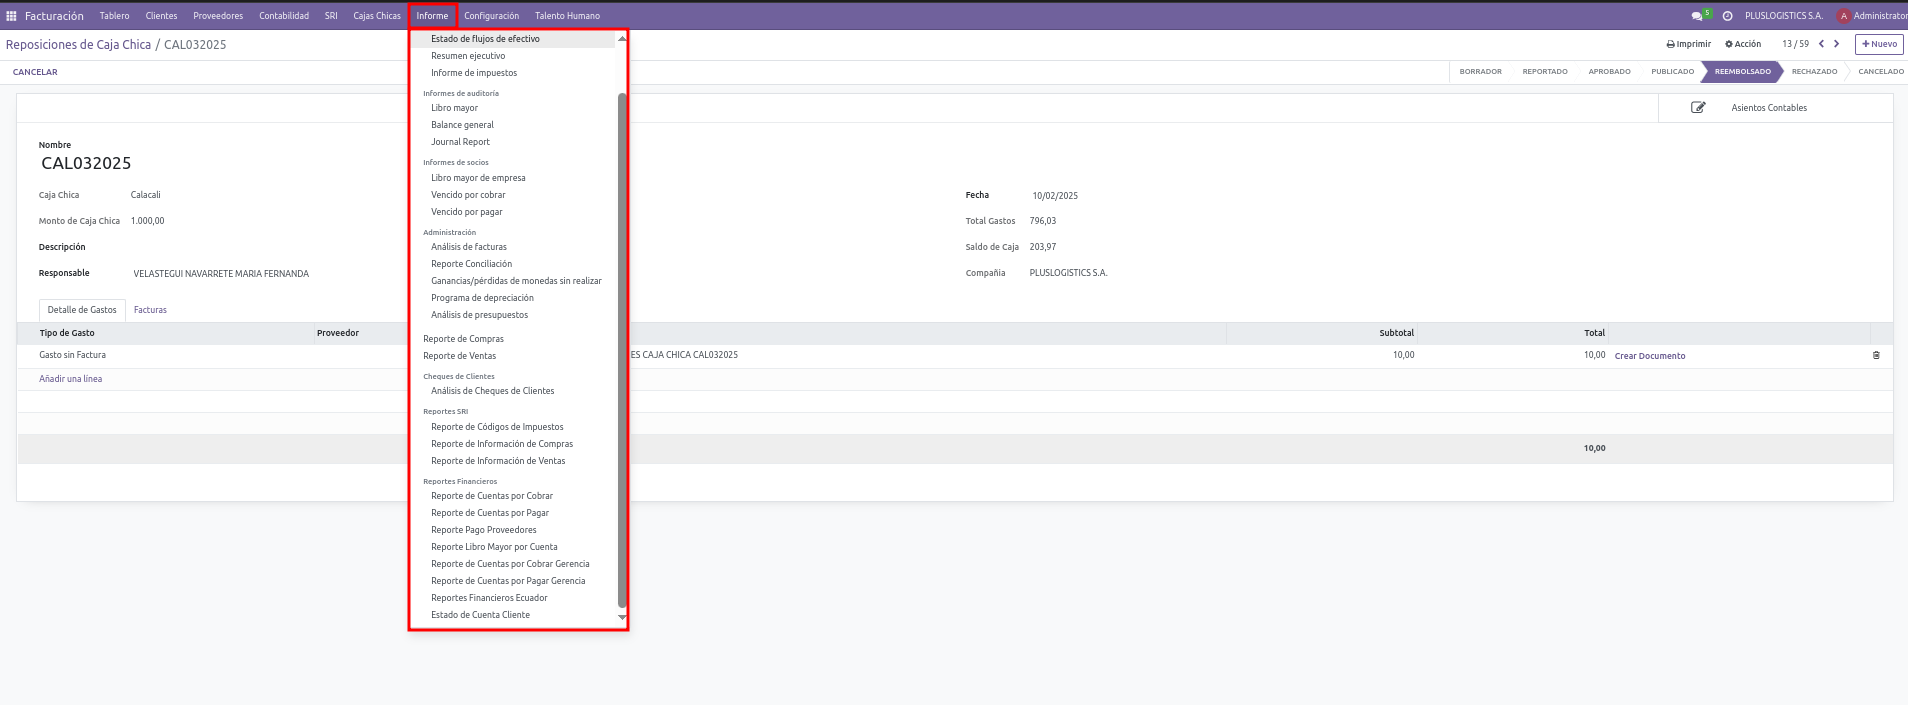 Facturación Tablero Clientes Proveedores Contabilidad SRI Cajas Chicas Informe Configuración Talento Humano 5 PLUSLOGISTICS S.A. A Administrator
Reposiciones de Caja Chica / CAL032025 Imprimir Acción 13 / 59 + Nuevo
CANCELAR BORRADOR REPORTADO APROBADO PUBLICADO REEMBOLSADO RECHAZADO CANCELADO
Asientos Contables
Nombre
CAL032025
Caja Chica Calacali
Monto de Caja Chica 1.000,00
Descripción
Responsable VELASTEGUI NAVARRETE MARIA FERNANDA
Fecha 10/02/2025
Total Gastos 796,03
Saldo de Caja 203,97
Compañia PLUSLOGISTICS S.A.
Detalle de Gastos Facturas
Tipo de Gasto Proveedor Subtotal Total
Gasto sin Factura ES CAJA CHICA CAL032025 10,00 10,00 Crear Documento
Añadir una línea
10,00
Estado de flujos de efectivo
Resumen ejecutivo
Informe de impuestos
Informes de auditoría
Libro mayor
Balance general
Journal Report
Informes de socios
Libro mayor de empresa
Vencido por cobrar
Vencido por pagar
Administración
Análisis de facturas
Reporte Conciliación
Ganancias/pérdidas de monedas sin realizar
Programa de depreciación
Análisis de presupuestos
Reporte de Compras
Reporte de Ventas
Cheques de Clientes
Análisis de Cheques de Clientes
Reportes SRI
Reporte de Códigos de Impuestos
Reporte de Información de Compras
Reporte de Información de Ventas
Reportes Financieros
Reporte de Cuentas por Cobrar
Reporte de Cuentas por Pagar
Reporte Pago Proveedores
Reporte Libro Mayor por Cuenta
Reporte de Cuentas por Cobrar Gerencia
Reporte de Cuentas por Pagar Gerencia
Reportes Financieros Ecuador
Estado de Cuenta Cliente